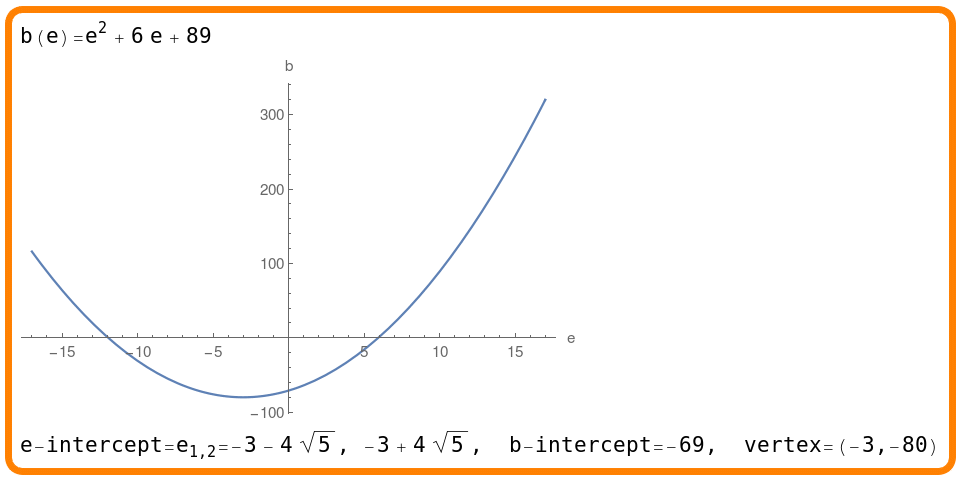 b(e)=e² + 6 e + 89
b
300
200
100
−15 −10 −5 5 10 15 e
−100
e−intercept=e₁,₂=−3 − 4 √5, −3 + 4 √5, b−intercept=−69, vertex=(−3,−80)